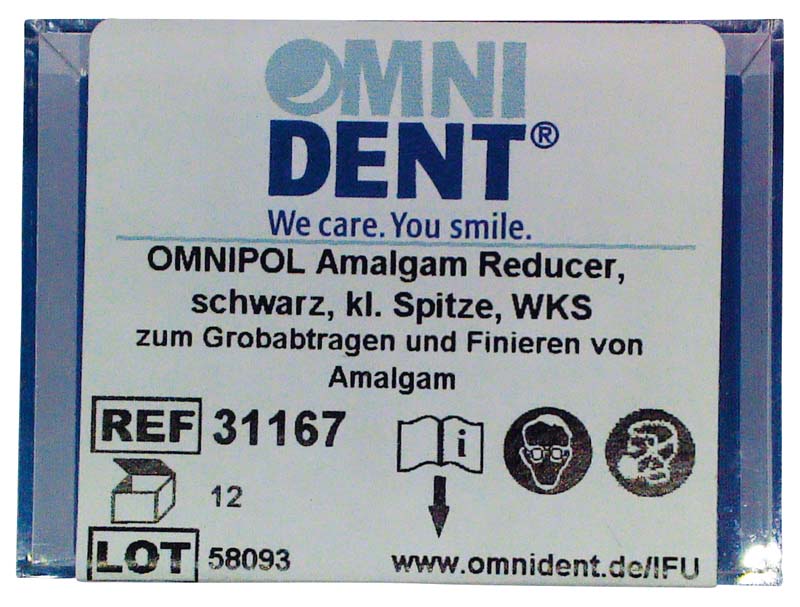 OMNI
DENT®
We care. You smile.
OMNIPOL Amalgam Reducer,
schwarz, kl. Spitze, WKS
zum Grobabtragen und Finieren von
Amalgam
REF 31167
i
12
LOT 58093
www.omnident.de/IFU